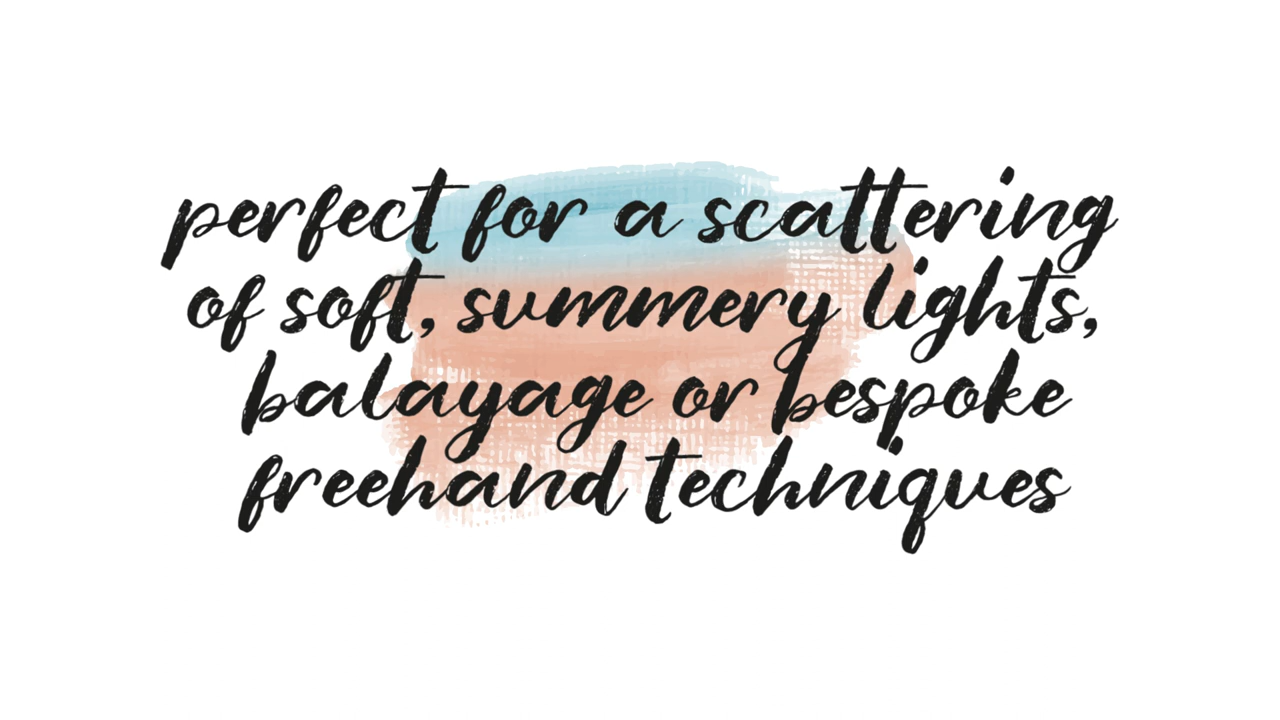 perfect for a scattering
of soft, summery lights,
balayage or bespoke
freehand techniques